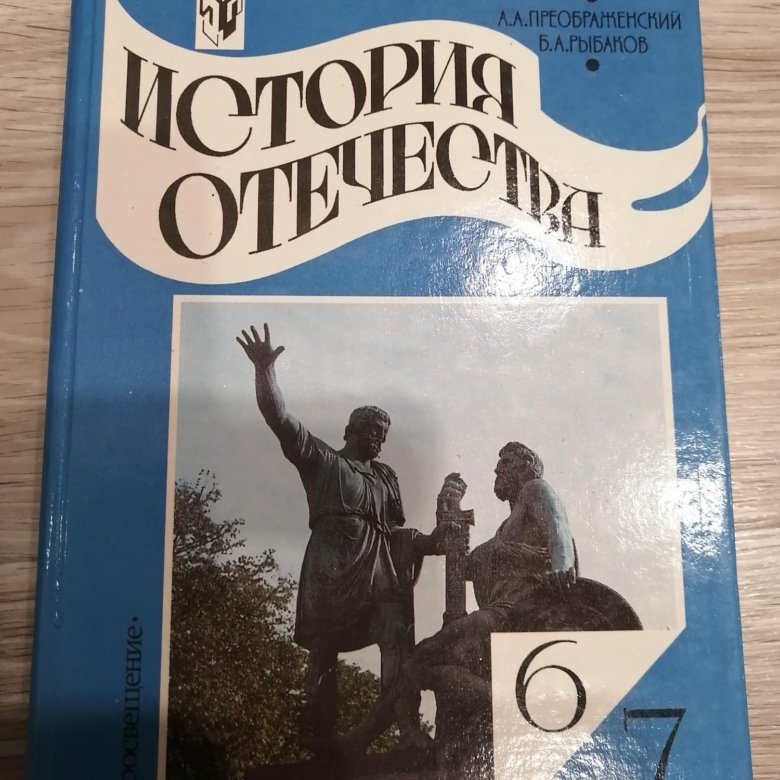 А.А.ПРЕОБРАЖЕНСКИЙ
Б.А.РЫБАКОВ
ИСТОРИЯ
ОТЕЧЕСТВА
6
7